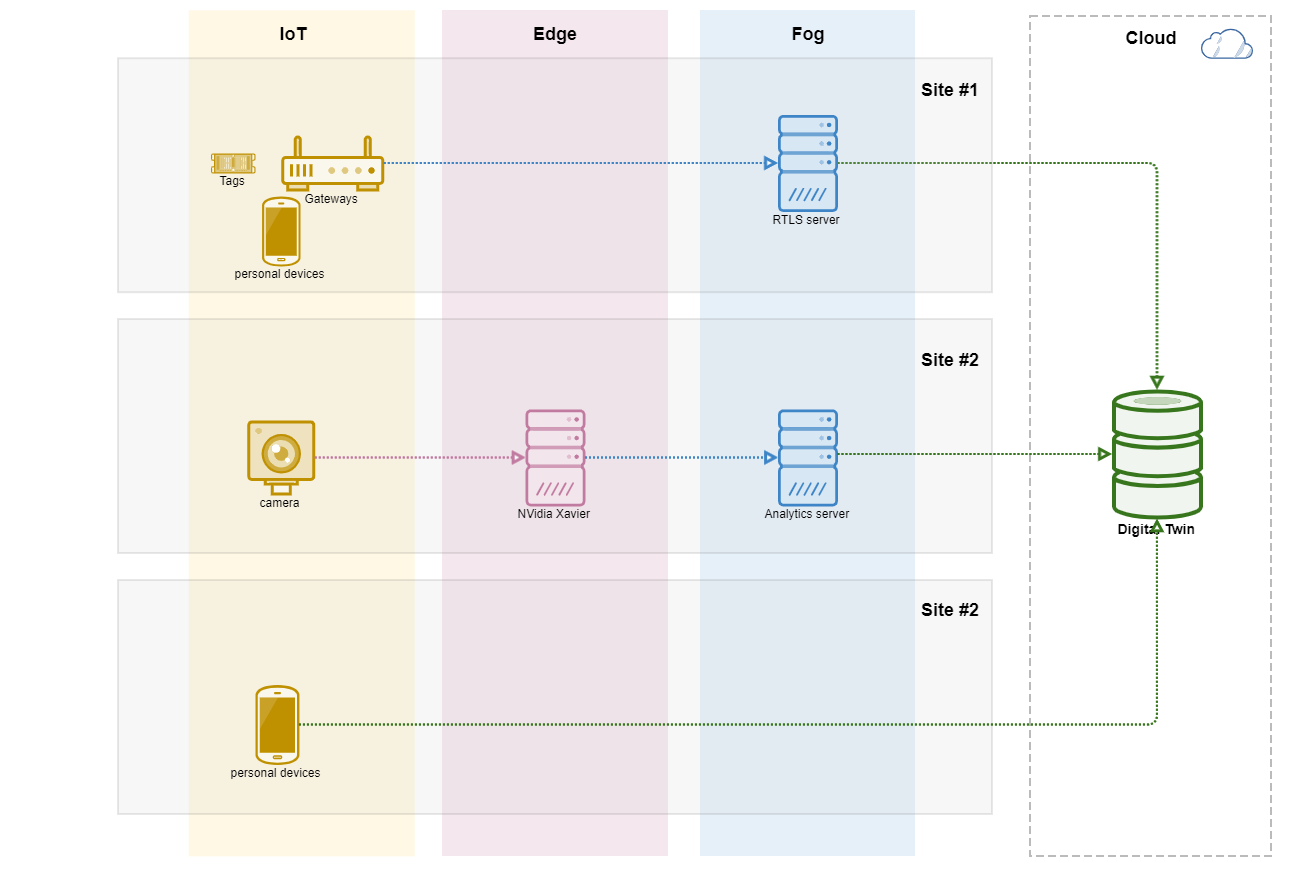 IoT
Edge
Fog
Cloud
Site #1
Tags
Gateways
RTLS server
personal devices
Site #2
camera
NVidia Xavier
Analytics server
Digital Twin
Site #2
personal devices